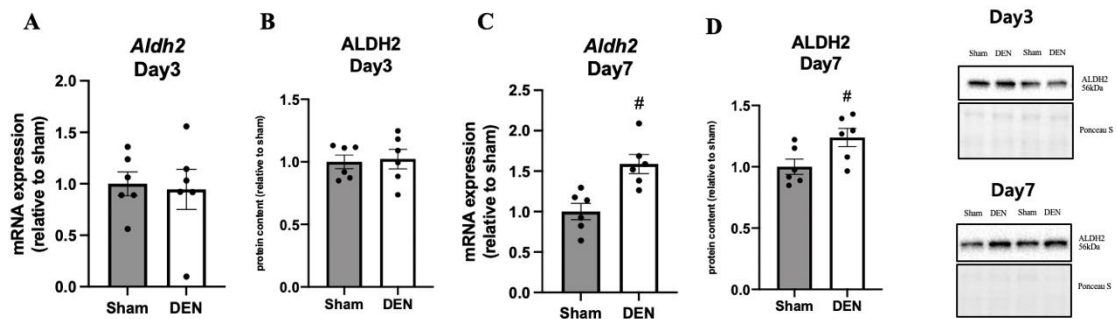 A
Aldh2
Day3
mRNA expression
(relative to sham)
2.0
1.5
1.0
0.5
0.0
Sham DEN
B
ALDH2
Day3
protein content (relative to sham)
1.5
1.0
0.5
0.0
Sham DEN
C
Aldh2
Day7
mRNA expression
(relative to sham)
2.5
2.0
1.5
1.0
0.5
0.0
#
Sham DEN
D
ALDH2
Day7
protein content (relative to sham)
1.5
1.0
0.5
0.0
#
Sham DEN
Day3
Sham DEN Sham DEN
ALDH2
56kDa
Ponceau S
Day7
Sham DEN Sham DEN
ALDH2
56kDa
Ponceau S